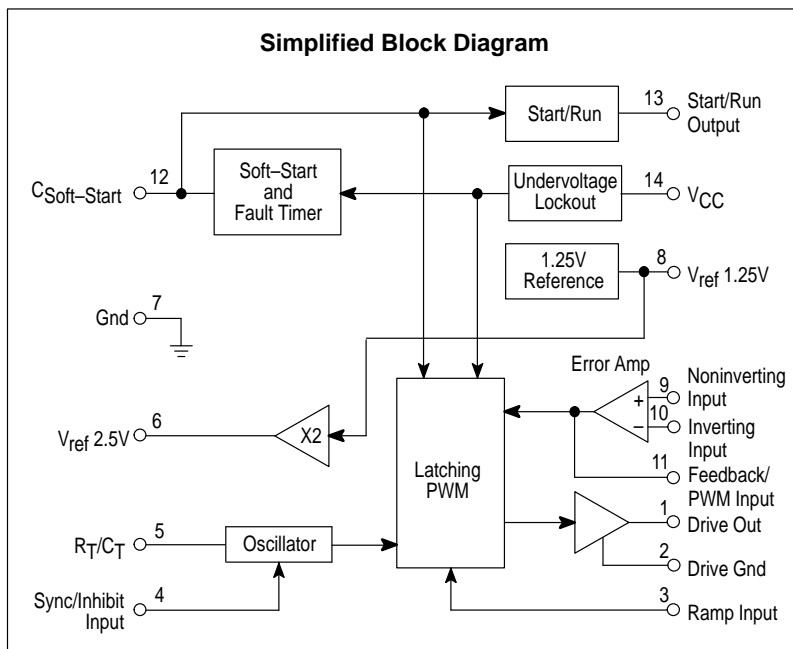 Simplified Block Diagram
13
Start/Run
Output
Start/Run
12
CSoft–Start
Soft–Start
and
Fault Timer
Undervoltage
Lockout
14
VCC
1.25V
Reference
8
Vref 1.25V
7
Gnd
Error Amp
9
Noninverting
Input
+
10
–
Inverting
Input
6
Vref 2.5V
X2
Latching
PWM
11
Feedback/
PWM Input
1
Drive Out
5
RT/CT
Oscillator
2
Drive Gnd
4
Sync/Inhibit
Input
3
Ramp Input